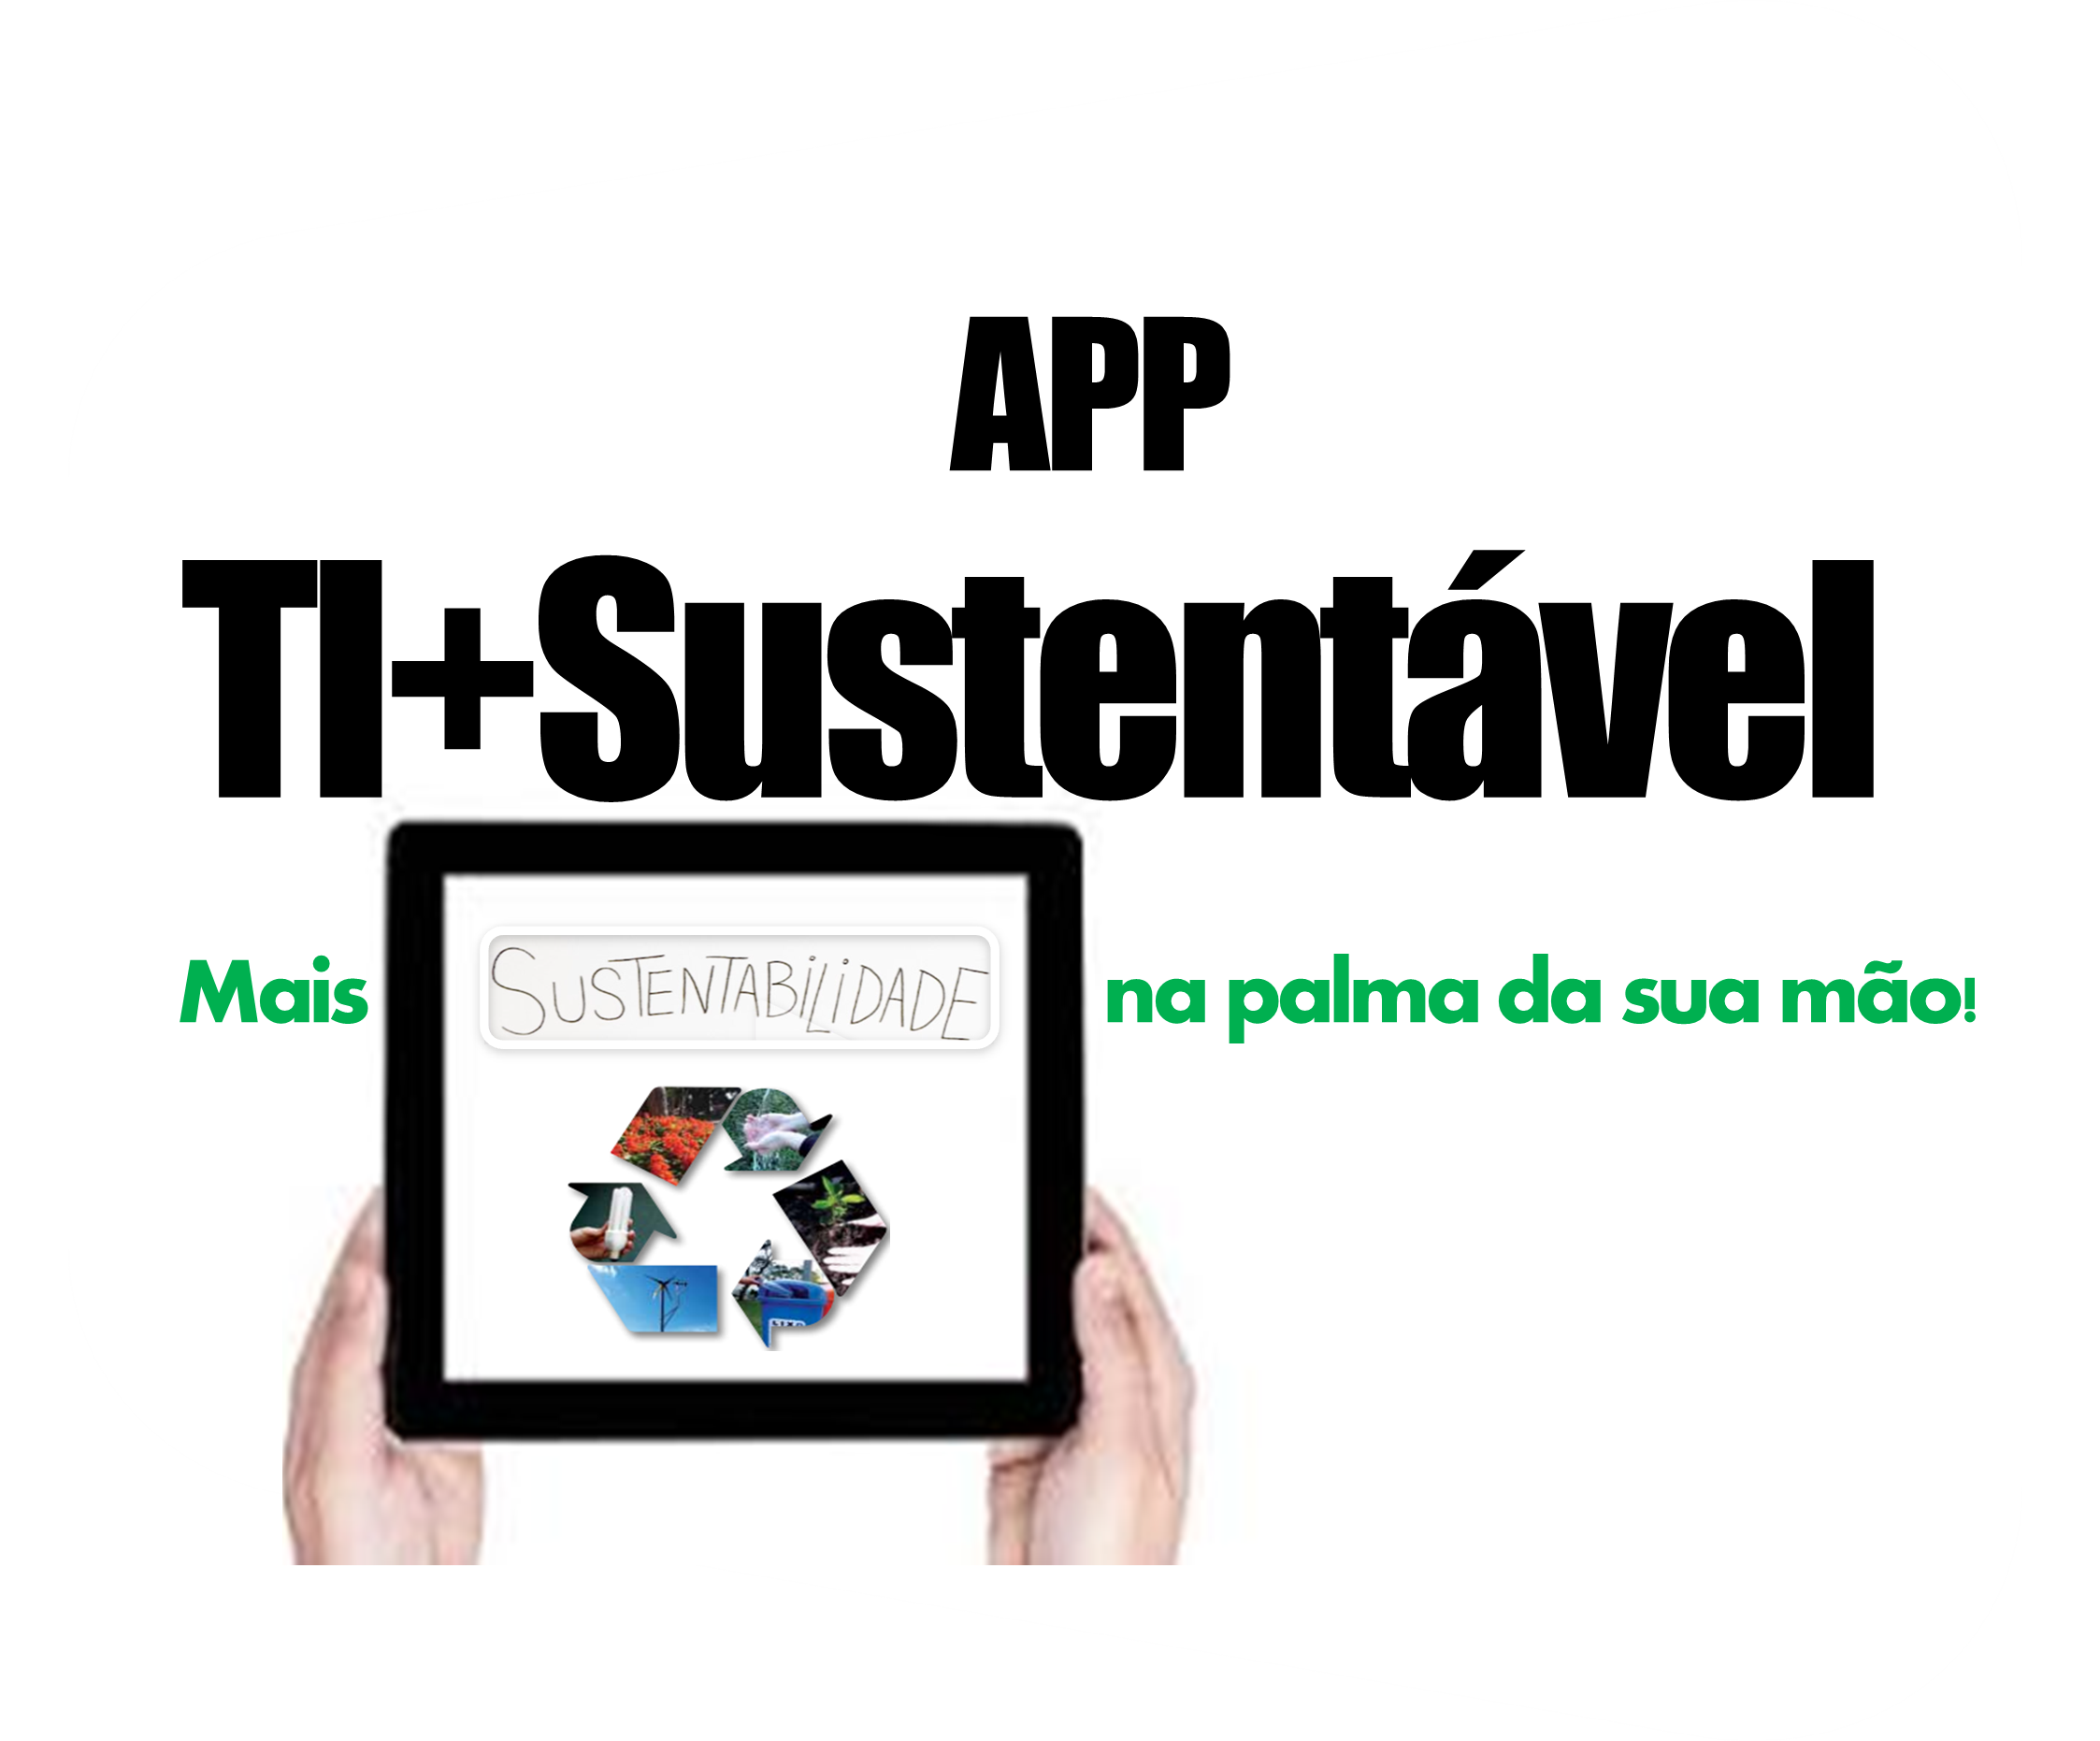 APP
TI+Sustentável
Mais SUSTENTABiLiDADE na palma da sua mão!